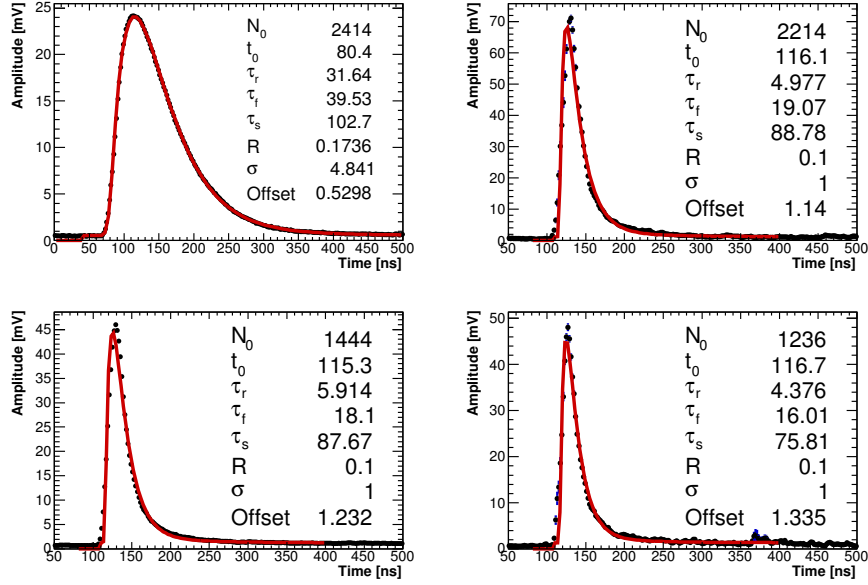 Amplitude [mV]
25
20
15
10
5
0
0 50 100 150 200 250 300 350 400 450 500
Time [ns]
N0 2414
t0 80.4
τr 31.64
τf 39.53
τs 102.7
R 0.1736
σ 4.841
Offset 0.5298
Amplitude [mV]
70
60
50
40
30
20
10
0
50 100 150 200 250 300 350 400 450 500
Time [ns]
N0 2214
t0 116.1
τr 4.977
τf 19.07
τs 88.78
R 0.1
σ 1
Offset 1.14
Amplitude [mV]
45
40
35
30
25
20
15
10
5
0
50 100 150 200 250 300 350 400 450 500
Time [ns]
N0 1444
t0 115.3
τr 5.914
τf 18.1
τs 87.67
R 0.1
σ 1
Offset 1.232
Amplitude [mV]
50
40
30
20
10
0
50 100 150 200 250 300 350 400 450 500
Time [ns]
N0 1236
t0 116.7
τr 4.376
τf 16.01
τs 75.81
R 0.1
σ 1
Offset 1.335